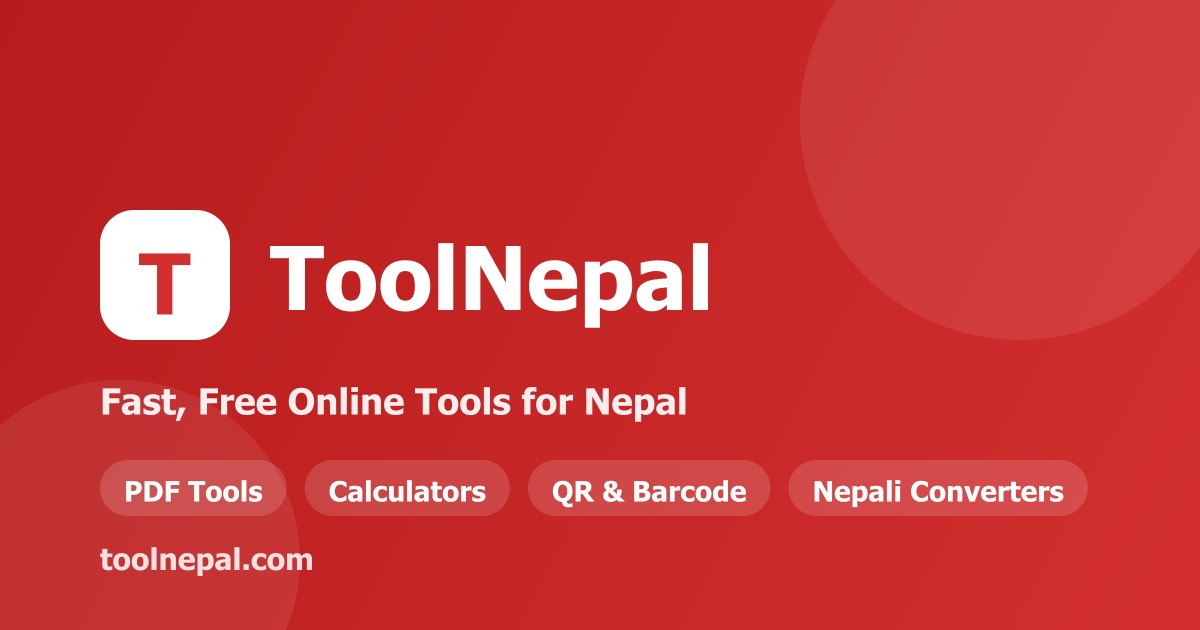 T
ToolNepal
Fast, Free Online Tools for Nepal
PDF Tools
Calculators
QR & Barcode
Nepali Converters
toolnepal.com